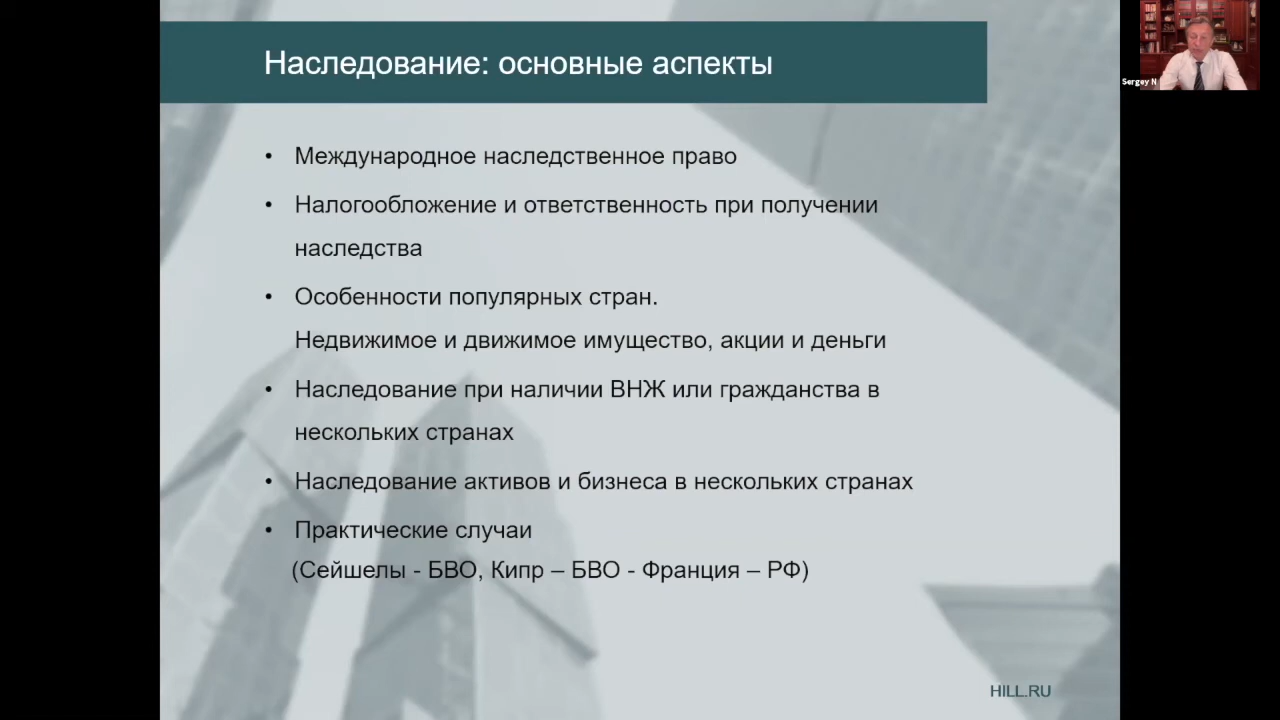 Наследование: основные аспекты
Sergey N
• Международное наследственное право
• Налогообложение и ответственность при получении
наследства
• Особенности популярных стран.
Недвижимое и движимое имущество, акции и деньги
• Наследование при наличии ВНЖ или гражданства в
нескольких странах
• Наследование активов и бизнеса в нескольких странах
• Практические случаи
(Сейшелы - БВО, Кипр – БВО - Франция – РФ)
HILL.RU